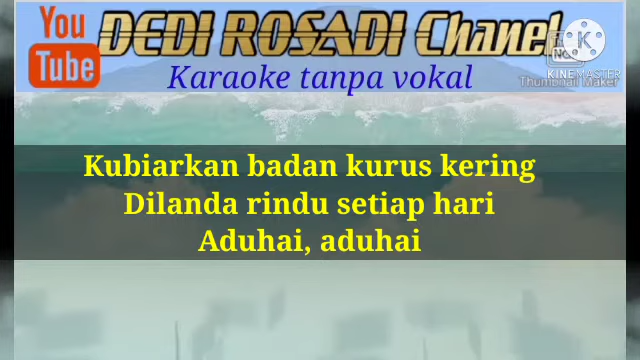 You
Tube
DEDI ROSADI Chanel
Karaoke tanpa vokal
KINEMASTER
Thumbnail Maker
Kubiarkan badan kurus kering
Dilanda rindu setiap hari
Aduhai, aduhai